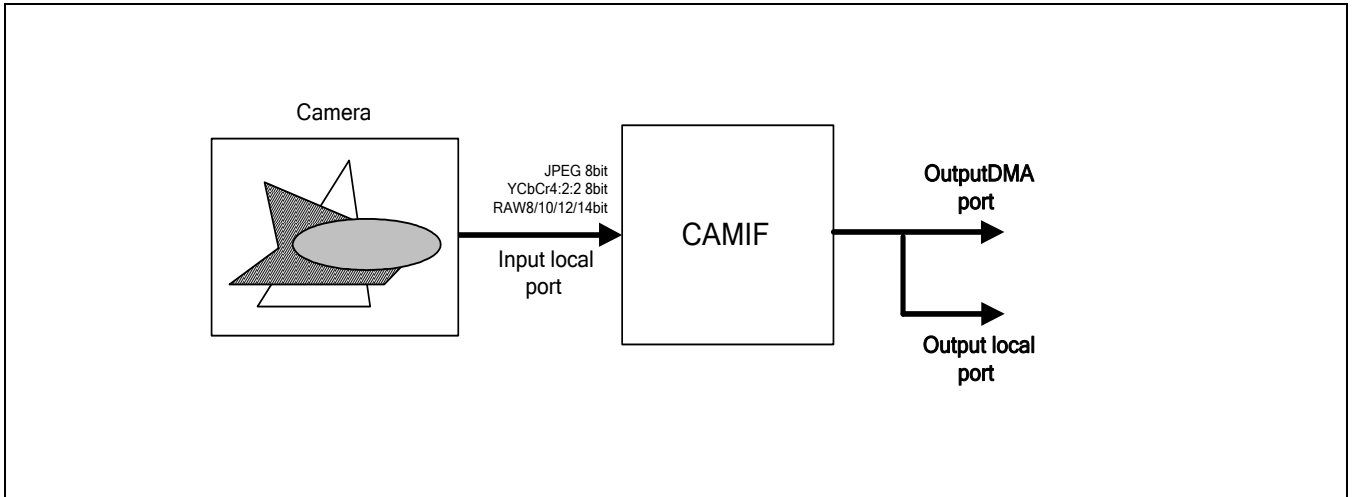 Camera
JPEG 8bit
YCbCr4:2:2 8bit
RAW8/10/12/14bit
Input local
port
CAMIF
OutputDMA
port
Output local
port